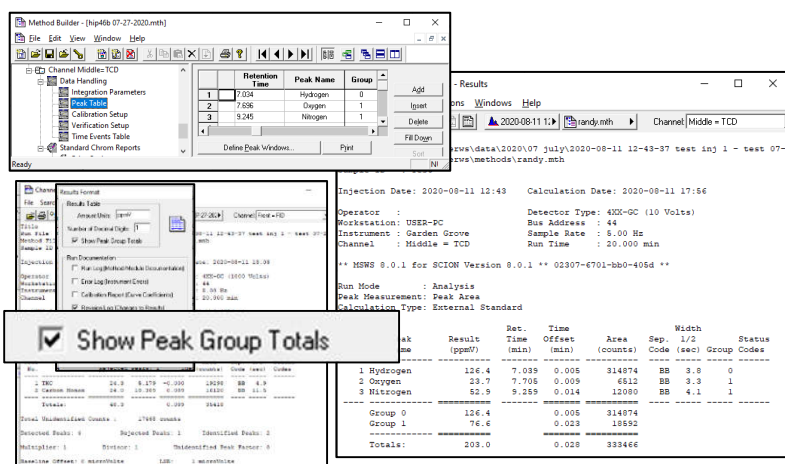 Method Builder - [hip46b 07-27-2020.mth]
File Edit View Window Help
Channel Middle=TCD
Data Handling
Integration Parameters
Peak Table
Calibration Setup
Verification Setup
Time Events Table
Standard Chrom Reports
Retention Time Peak Name Group
1 7.034 Hydrogen 0
2 7.696 Oxygen 1
3 9.245 Nitrogen 1
Add
Insert
Delete
Fill Down
Sort
Define Peak Windows... Print
Ready
- Results
ons Windows Help
2020-08-11 1 randy.mth Channel: Middle = TCD
erws\data\2020\07 july\2020-08-11 12-43-37 test inj 1 - test 07-
erws\methods\randy.mth
Injection Date: 2020-08-11 12:43 Calculation Date: 2020-08-11 17:56
Operator : Detector Type: 4XX-GC (10 Volts)
Workstation: USER-PC Bus Address : 44
Instrument : Garden Grove Sample Rate : 5.00 Hz
Channel : Middle = TCD Run Time : 20.000 min
** MSWS 8.0.1 for SCION Version 8.0.1 ** 02307-6701-bb0-405d **
Run Mode : Analysis
Peak Measurement: Peak Area
Calculation Type: External Standard
Ret. Time Width
eak Result Time Offset Area Sep. 1/2 Status
me (ppmV) (min) (min) (counts) Code (sec) Group Codes
1 Hydrogen 126.4 7.039 0.005 314874 BB 3.8 0
2 Oxygen 23.7 7.705 0.009 6512 BB 3.3 1
3 Nitrogen 52.9 9.259 0.014 12080 BB 4.1 1
Group 0 126.4 0.005 314874
Group 1 76.6 0.023 18592
Totals: 203.0 0.028 333466
Results Format
Results Table
Amount Units: ppmV
Number of Decimal Digits: 1
Show Peak Group Totals
Run Documentation
Run Log (Method/Module Documentation)
Error Log (Instrument Errors)
Calibration Report (Curve Coefficients)
Revision Log (Changes to Results)
Channel Front = FID
Show Peak Group Totals
Totals:
Total Unidentified Counts : counts
Detected Peaks: 4 Rejected Peaks: 1 Identified Peaks: 2
Multiplier: 1 Divisor: 1 Unidentified Peak Factor: 0
Baseline Offset: 0 microVolts LSB: 1 microVolts